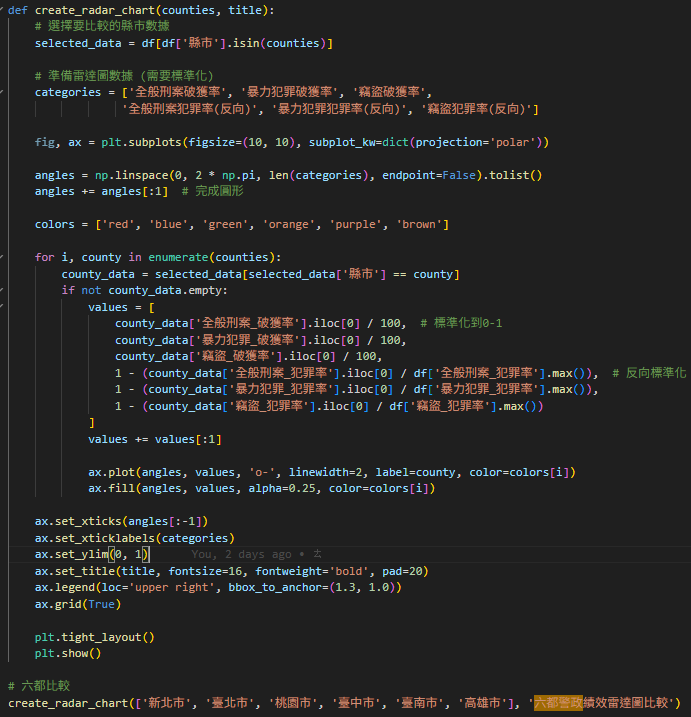 def create_radar_chart(counties, title):
    # 選擇要比較的縣市數據
    selected_data = df[df['縣市'].isin(counties)]

    # 準備雷達圖數據 (需要標準化)
    categories = ['全般刑案破獲率', '暴力犯罪破獲率', '竊盜破獲率',
                 '全般刑案犯罪率(反向)', '暴力犯罪犯罪率(反向)', '竊盜犯罪率(反向)']

    fig, ax = plt.subplots(figsize=(10, 10), subplot_kw=dict(projection='polar'))

    angles = np.linspace(0, 2 * np.pi, len(categories), endpoint=False).tolist()
    angles += angles[:1]  # 完成圓形

    colors = ['red', 'blue', 'green', 'orange', 'purple', 'brown']

    for i, county in enumerate(counties):
        county_data = selected_data[selected_data['縣市'] == county]
        if not county_data.empty:
            values = [
                county_data['全般刑案_破獲率'].iloc[0] / 100,  # 標準化到0-1
                county_data['暴力犯罪_破獲率'].iloc[0] / 100,
                county_data['竊盜_破獲率'].iloc[0] / 100,
                1 - (county_data['全般刑案_犯罪率'].iloc[0] / df['全般刑案_犯罪率'].max()),  # 反向標準化
                1 - (county_data['暴力犯罪_犯罪率'].iloc[0] / df['暴力犯罪_犯罪率'].max()),
                1 - (county_data['竊盜_犯罪率'].iloc[0] / df['竊盜_犯罪率'].max())
            ]
            values += values[:1]

            ax.plot(angles, values, 'o-', linewidth=2, label=county, color=colors[i])
            ax.fill(angles, values, alpha=0.25, color=colors[i])

    ax.set_xticks(angles[:-1])
    ax.set_xticklabels(categories)
    ax.set_ylim(0, 1)      You, 2 days ago •
    ax.set_title(title, fontsize=16, fontweight='bold', pad=20)
    ax.legend(loc='upper right', bbox_to_anchor=(1.3, 1.0))
    ax.grid(True)

    plt.tight_layout()
    plt.show()

# 六都比較
create_radar_chart(['新北市', '臺北市', '桃園市', '臺中市', '臺南市', '高雄市'], '六都警政績效雷達圖比較')